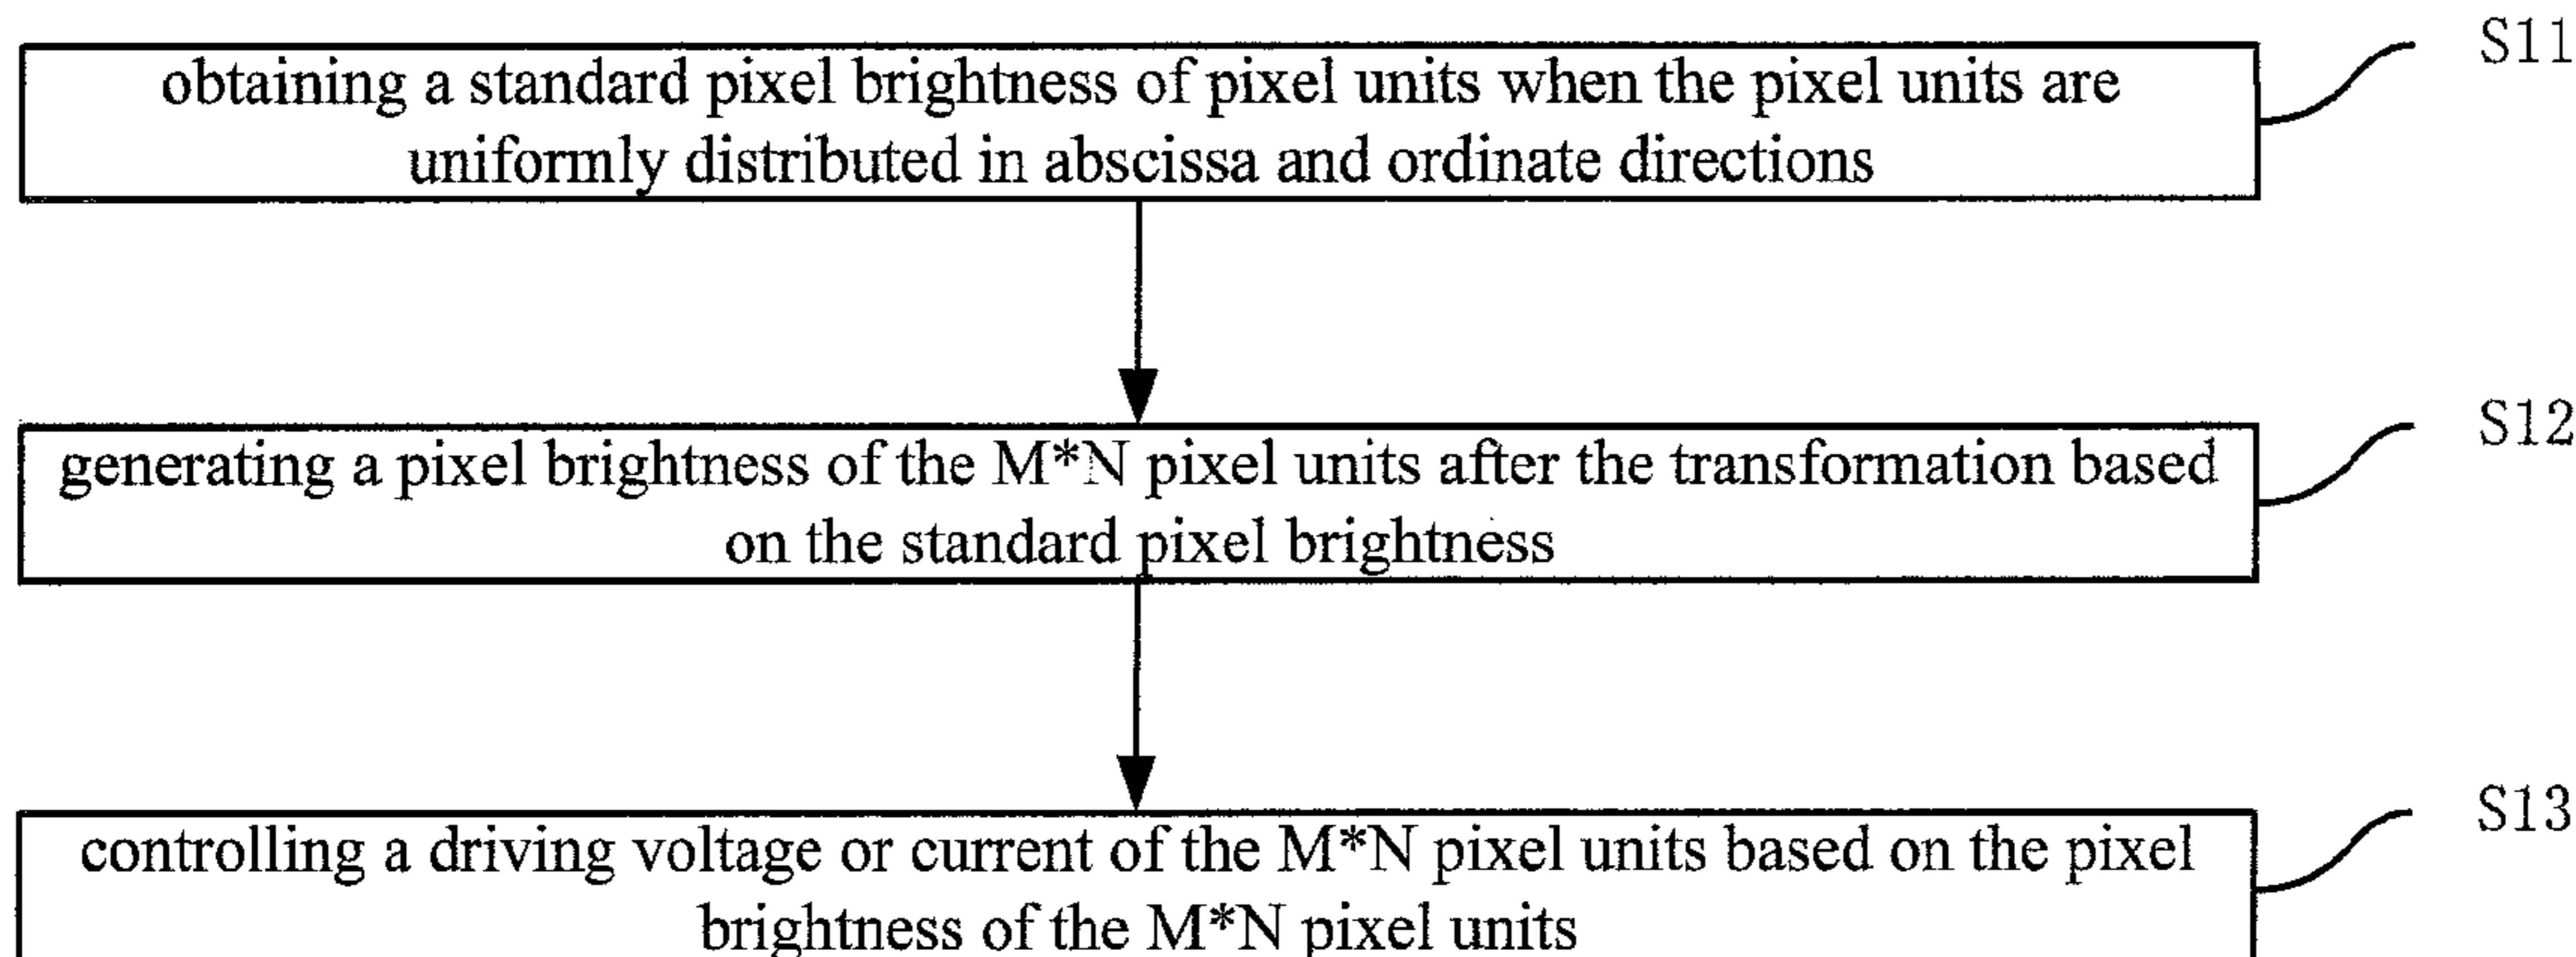 S11
obtaining a standard pixel brightness of pixel units when the pixel units are
uniformly distributed in abscissa and ordinate directions
S12
generating a pixel brightness of the M*N pixel units after the transformation based
on the standard pixel brightness
S13
controlling a driving voltage or current of the M*N pixel units based on the pixel
brightness of the M*N pixel units